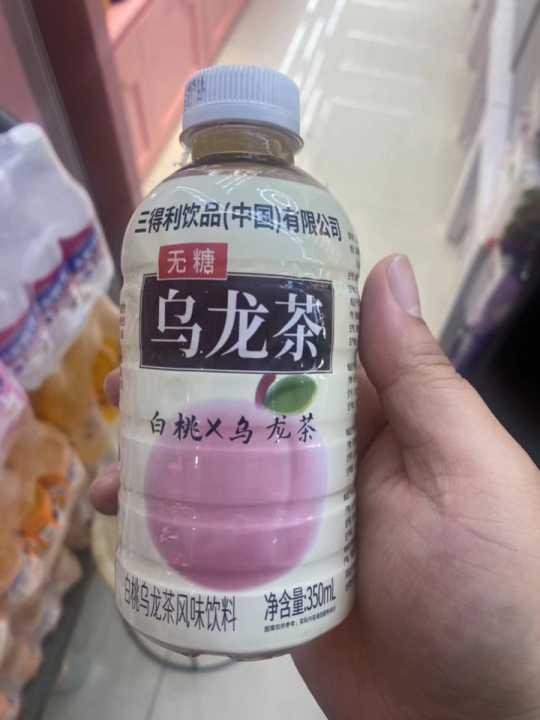 三得利饮品(中国)有限公司
无糖
乌龙茶
白桃X乌龙茶
白桃乌龙茶风味饮料
净含量:350mL